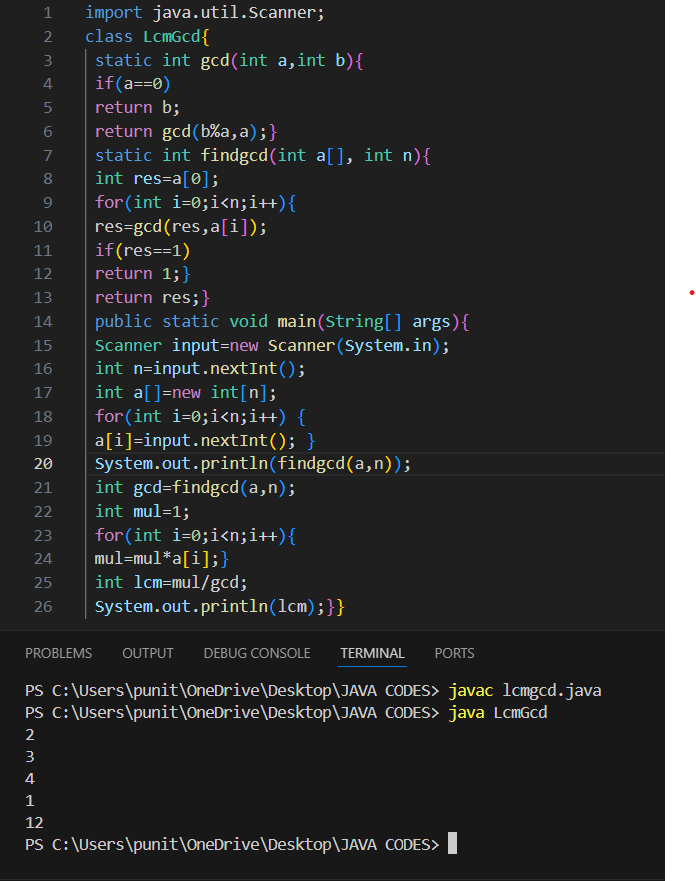 1 import java.util.Scanner;
2 class LcmGcd{
3 static int gcd(int a,int b){
4 if(a==0)
5 return b;
6 return gcd(b%a,a);}
7 static int findgcd(int a[], int n){
8 int res=a[0];
9 for(int i=0;i<n;i++){
10 res=gcd(res,a[i]);
11 if(res==1)
12 return 1;}
13 return res;}
14 public static void main(String[] args){
15 Scanner input=new Scanner(System.in);
16 int n=input.nextInt();
17 int a[]=new int[n];
18 for(int i=0;i<n;i++) {
19 a[i]=input.nextInt(); }
20 System.out.println(findgcd(a,n));
21 int gcd=findgcd(a,n);
22 int mul=1;
23 for(int i=0;i<n;i++){
24 mul=mul*a[i];}
25 int lcm=mul/gcd;
26 System.out.println(lcm);}}
PROBLEMS OUTPUT DEBUG CONSOLE TERMINAL PORTS
PS C:\Users\punit\OneDrive\Desktop\JAVA CODES> javac lcmgcd.java
PS C:\Users\punit\OneDrive\Desktop\JAVA CODES> java LcmGcd
2
3
4
1
12
PS C:\Users\punit\OneDrive\Desktop\JAVA CODES>